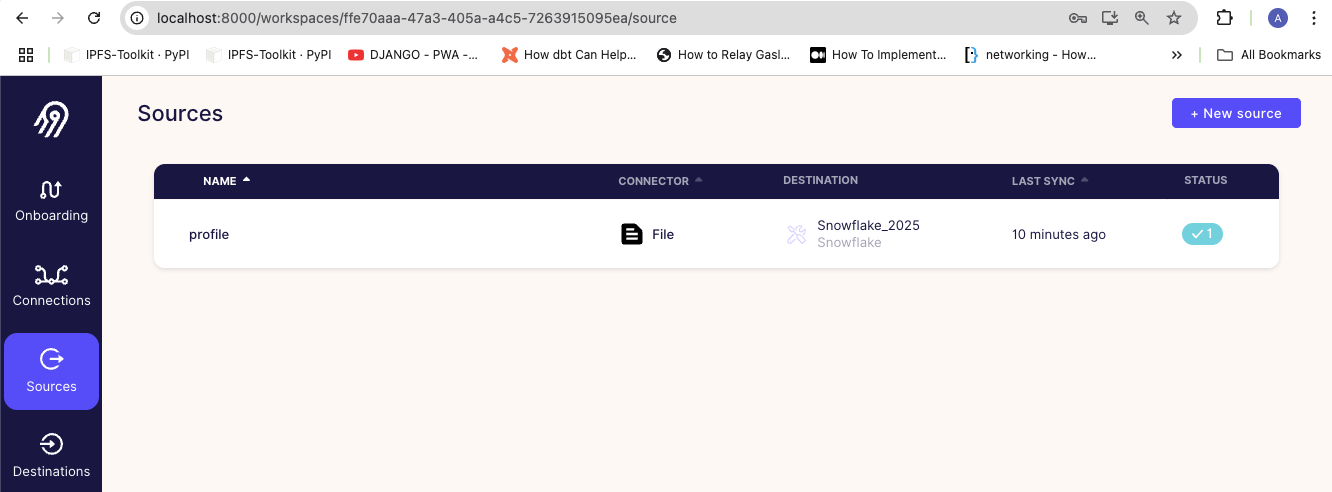 localhost:8000/workspaces/ffe70aaa-47a3-405a-a4c5-7263915095ea/source
A
IPFS-Toolkit · PyPI
IPFS-Toolkit · PyPI
DJANGO - PWA -...
How dbt Can Help...
How to Relay Gasl...
How To Implement...
networking - How...
»
All Bookmarks
Sources
+ New source
Onboarding
Connections
Sources
Destinations
NAME CONNECTOR DESTINATION LAST SYNC STATUS
profile File Snowflake_2025 10 minutes ago 1
Snowflake